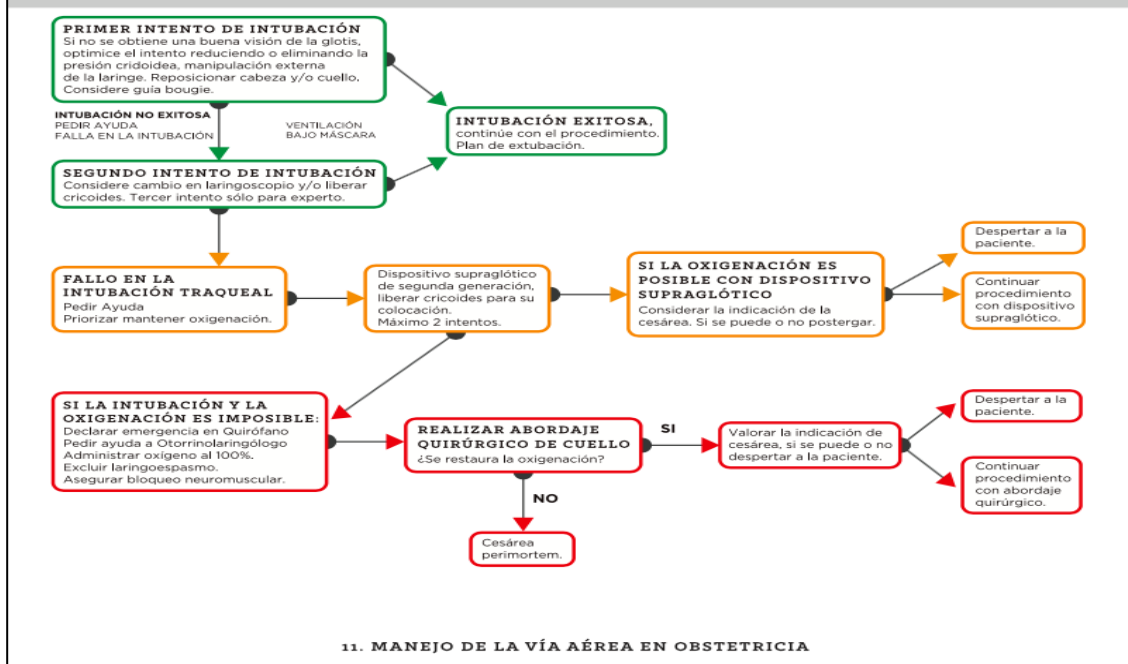 PRIMER INTENTO DE INTUBACIÓN
Si no se obtiene una buena visión de la glotis,
optimice el intento reduciendo o eliminando la
presión cridoidea, manipulación externa
de la laringe. Reposicionar cabeza y/o cuello.
Considere guía bougie.
INTUBACIÓN NO EXITOSA
PEDIR AYUDA
FALLA EN LA INTUBACIÓN
VENTILACIÓN
BAJO MÁSCARA
INTUBACIÓN EXITOSA,
continúe con el procedimiento.
Plan de extubación.
SEGUNDO INTENTO DE INTUBACIÓN
Considere cambio en laringoscopio y/o liberar
cricoides. Tercer intento sólo para experto.
FALLO EN LA
INTUBACIÓN TRAQUEAL
Pedir Ayuda
Priorizar mantener oxigenación.
Dispositivo supraglótico
de segunda generación,
liberar cricoides para su
colocación.
Máximo 2 intentos.
SI LA OXIGENACIÓN ES
POSIBLE CON DISPOSITIVO
SUPRAGLÓTICO
Considerar la indicación de la
cesárea. Si se puede o no postergar.
Despertar a la
paciente.
Continuar
procedimiento
con dispositivo
supraglótico.
SI LA INTUBACIÓN Y LA
OXIGENACIÓN ES IMPOSIBLE:
Declarar emergencia en Quirófano
Pedir ayuda a Otorrinolaringólogo
Administrar oxígeno al 100%.
Excluir laringoespasmo.
Asegurar bloqueo neuromuscular.
REALIZAR ABORDAJE
QUIRÚRGICO DE CUELLO
¿Se restaura la oxigenación?
SI
NO
Valorar la indicación de
cesárea, si se puede o no
despertar a la paciente.
Despertar a la
paciente.
Continuar
procedimiento
con abordaje
quirúrgico.
Cesárea
perimortem.
11. MANEJO DE LA VÍA AÉREA EN OBSTETRICIA